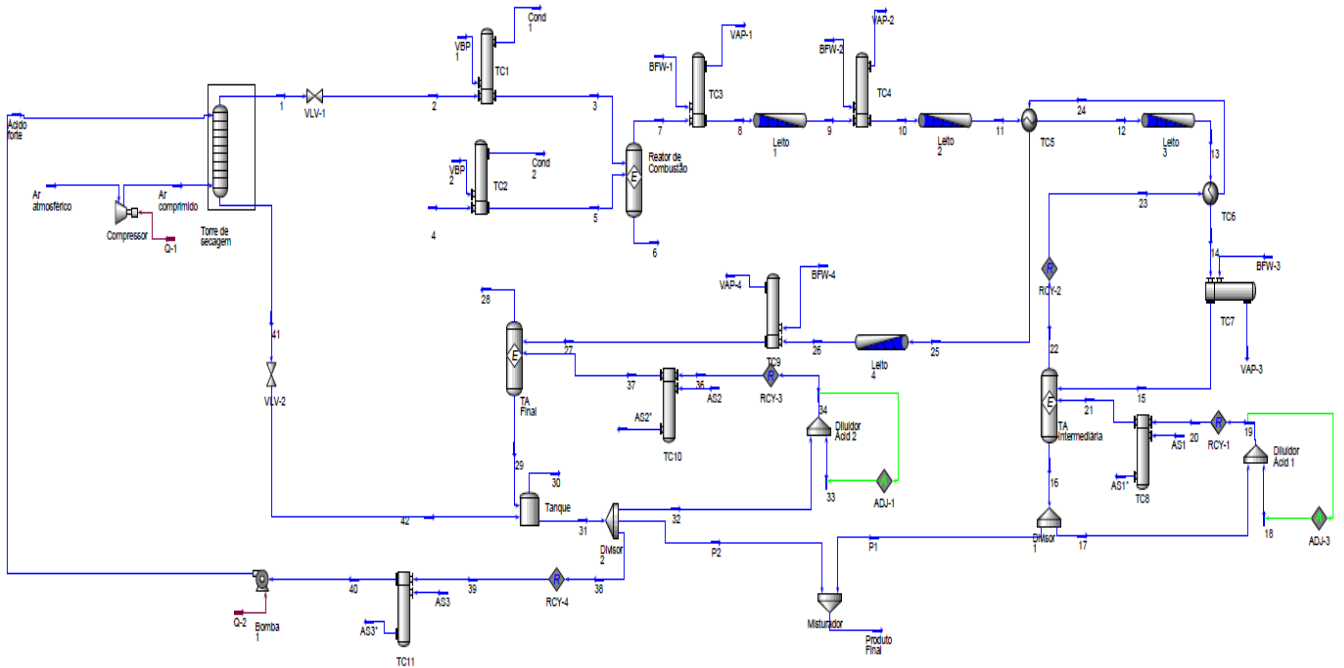 Cond
1
VBP
1
TC1
VAP-1
BFW-1
TC3
VAP-2
BFW-2
TC4
Ácido
forte
1
VLV-1
2
3
7
8
Leito
1
9
10
Leito
2
11
24
TC5
12
Leito
3
13
Reator de
Combustão
Cond
2
VBP
2
TC2
4
5
6
Ar
atmosférico
Ar
comprimido
Compressor
Q-1
Torre de
secagem
23
TC6
14
BFW-3
TC7
VAP-3
RCY-2
22
VAP-4
BFW-4
28
27
TC9
26
Leito
4
25
41
VLV-2
TA
Final
37
36
AS2
RCY-3
34
AS2*
TC10
Diluidor
Ácid 2
33
ADJ-1
15
21
20
AS1
RCY-1
19
TA
Intermediária
Diluidor
Ácid 1
AS1*
TC8
18
ADJ-3
16
29
30
Tanque
42
31
32
Divisor
2
P2
P1
Divisor
1
17
38
RCY-4
39
AS3
40
AS3*
TC11
Q-2
Bomba
1
Misturador
Produto
Final